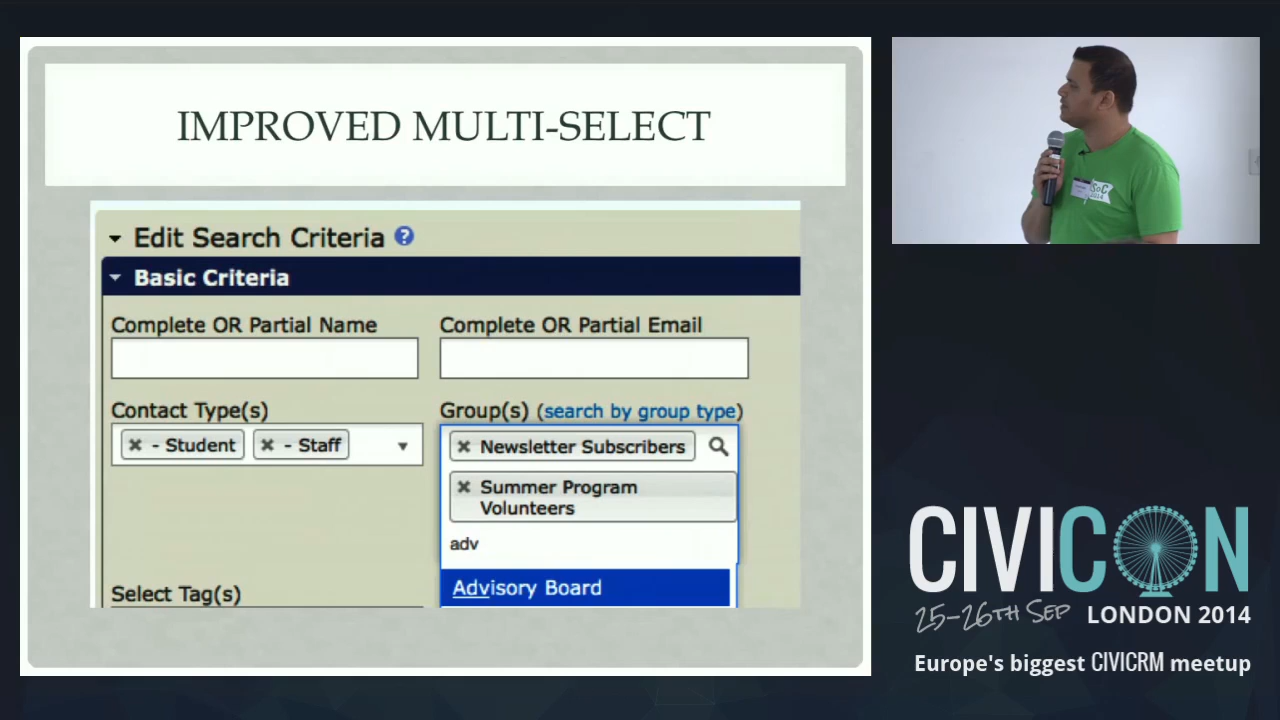 IMPROVED MULTI-SELECT
Edit Search Criteria ?
Basic Criteria
Complete OR Partial Name
Complete OR Partial Email
Contact Type(s)
Group(s) (search by group type)
× - Student × - Staff
× Newsletter Subscribers
× Summer Program
Volunteers
adv
Advisory Board
Select Tag(s)
SoC
2014
CIVICON
25-26TH SEP LONDON 2014
Europe's biggest CIVICRM meetup